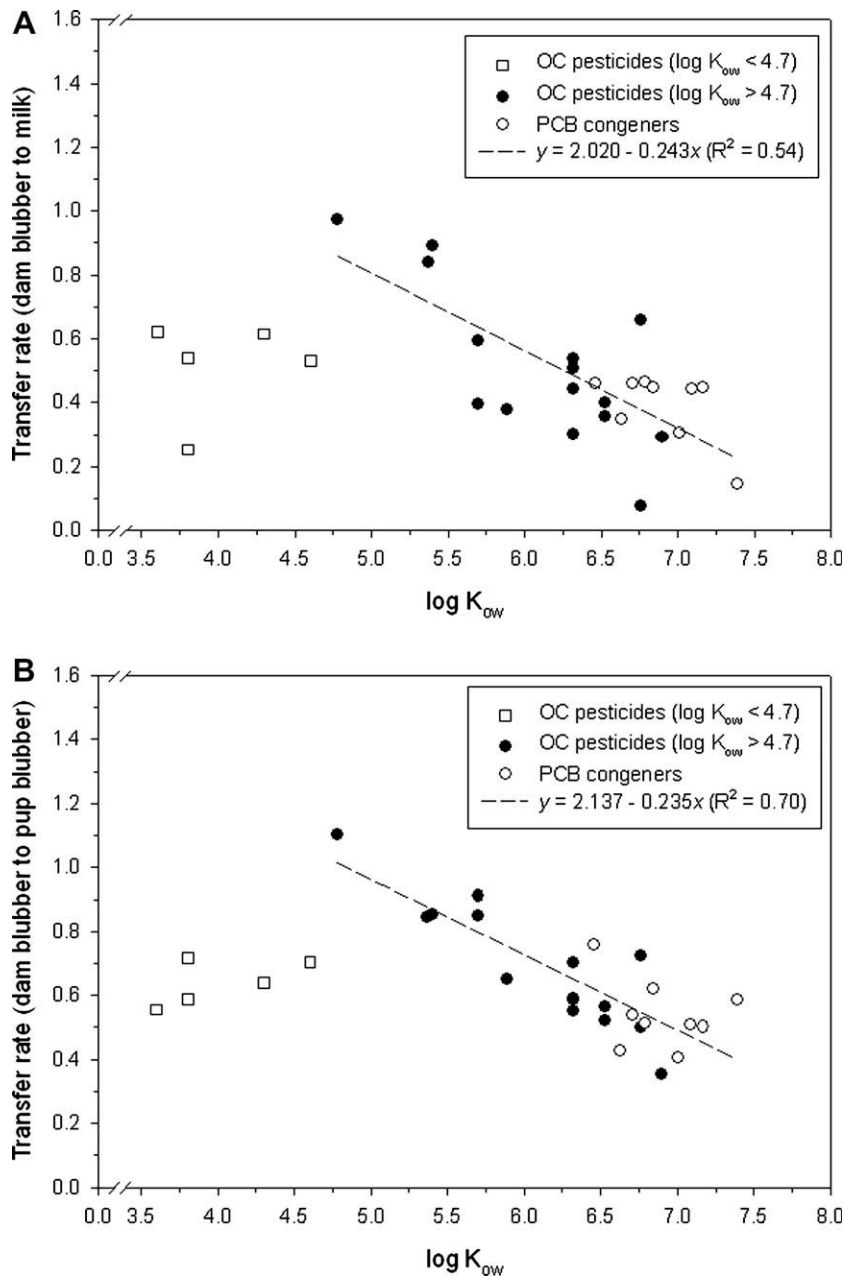 A
1.6
1.4
1.2
1.0
0.8
0.6
0.4
0.2
0.0
Transfer rate (dam blubber to milk)
OC pesticides (log Kow < 4.7)
OC pesticides (log Kow > 4.7)
PCB congeners
y = 2.020 - 0.243x (R² = 0.54)
0.0 3.5 4.0 4.5 5.0 5.5 6.0 6.5 7.0 7.5 8.0
log Kow
B
1.6
1.4
1.2
1.0
0.8
0.6
0.4
0.2
0.0
Transfer rate (dam blubber to pup blubber)
OC pesticides (log Kow < 4.7)
OC pesticides (log Kow > 4.7)
PCB congeners
y = 2.137 - 0.235x (R² = 0.70)
0.0 3.5 4.0 4.5 5.0 5.5 6.0 6.5 7.0 7.5 8.0
log Kow